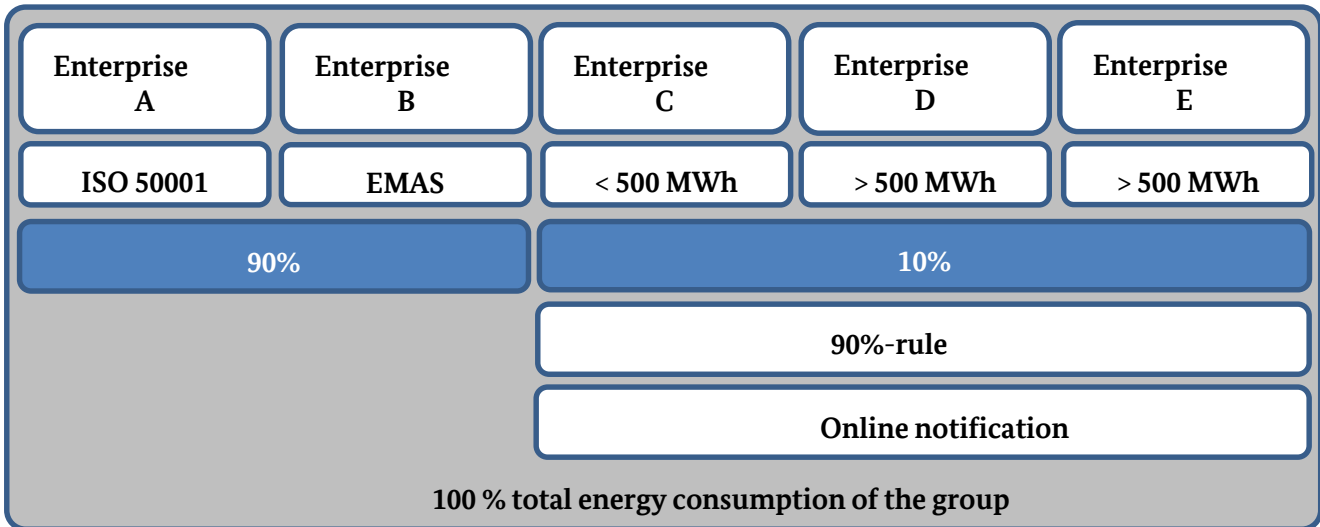 Enterprise
A
Enterprise
B
Enterprise
C
Enterprise
D
Enterprise
E
ISO 50001
EMAS
< 500 MWh
> 500 MWh
> 500 MWh
90%
10%
90%-rule
Online notification
100 % total energy consumption of the group